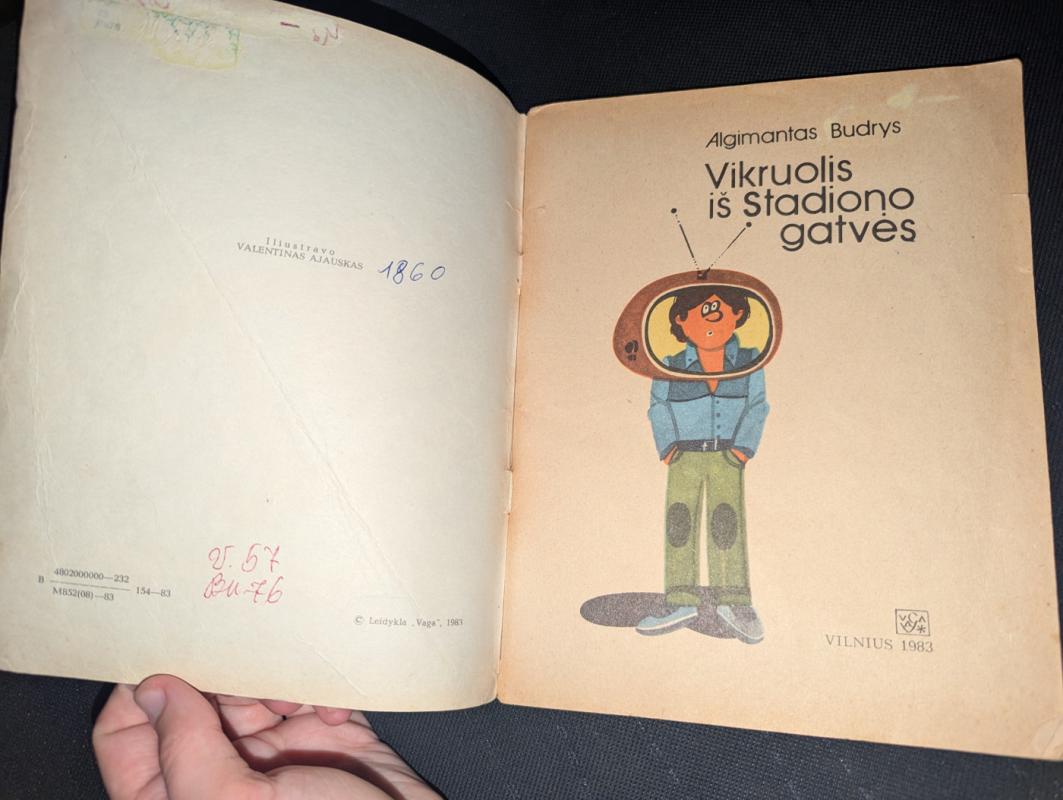 Iliustravo
VALENTINAS AJAUSKAS
1860
4802000000—232
B
M852(08)—83
154—83
V. 57
Bu-76
© Leidykla „Vaga“, 1983
Algimantas Budrys
Vikruolis
iš Stadiono
gatvės
VILNIUS 1983